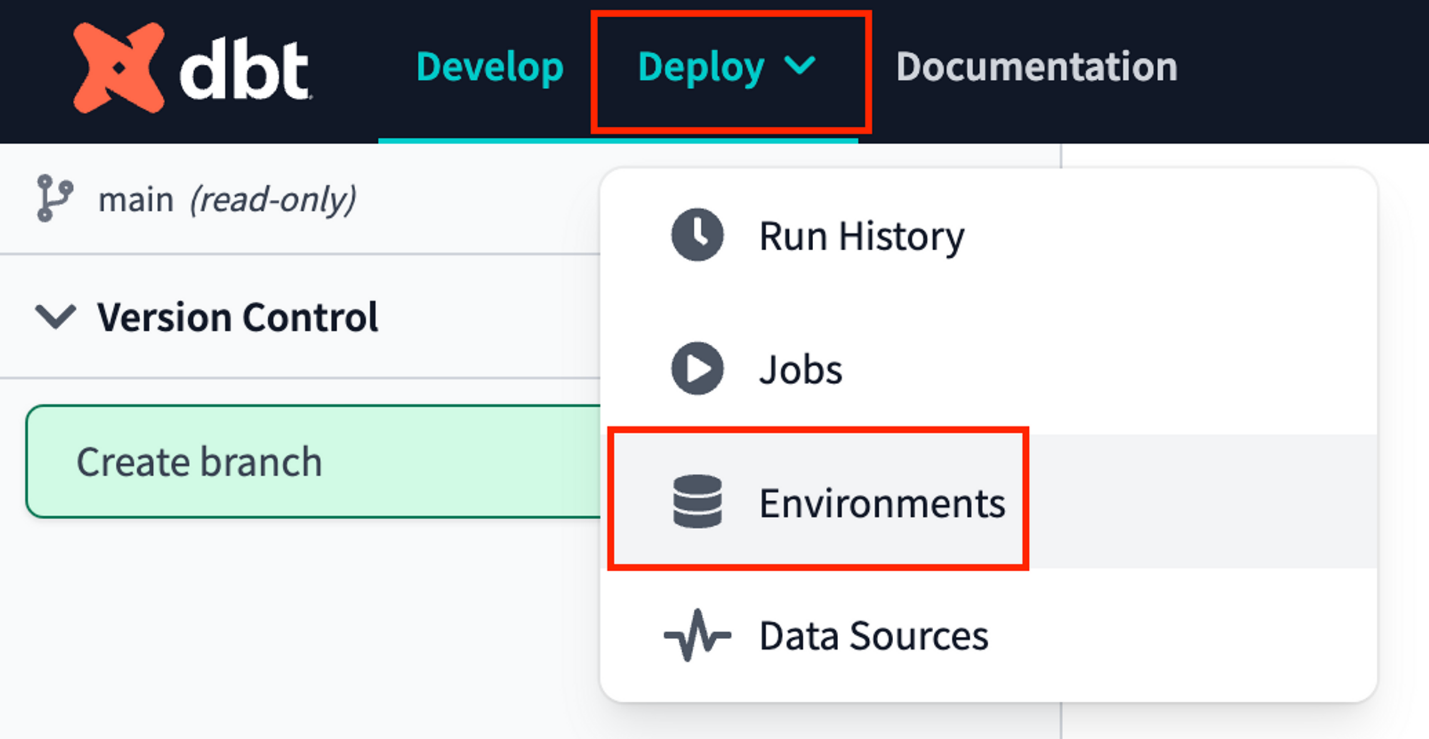 dbt Develop Deploy Documentation
main (read-only)
Version Control
Create branch
Run History
Jobs
Environments
Data Sources